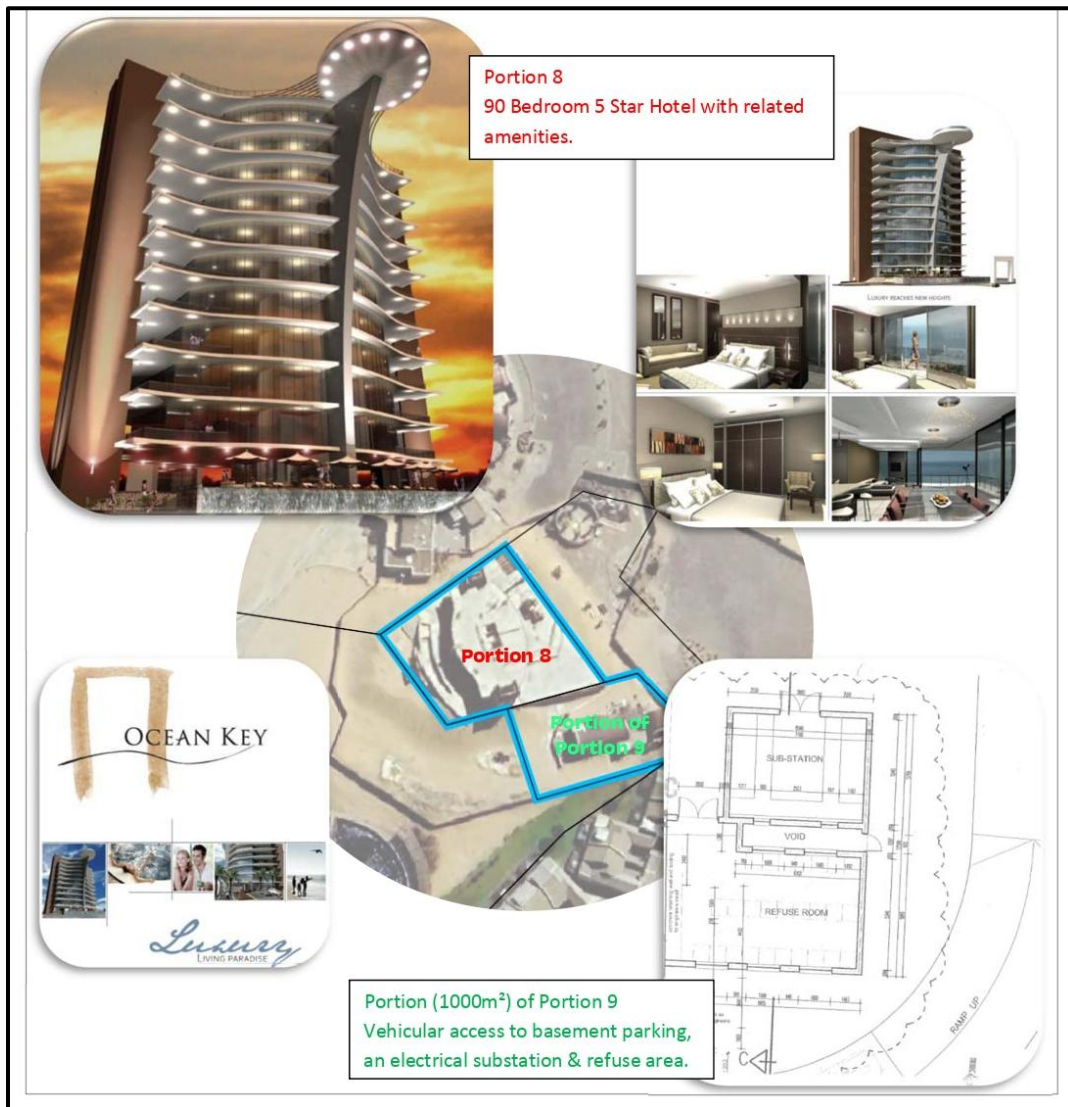 Portion 8
90 Bedroom 5 Star Hotel with related
amenities.
LUXURY REACHES NEW HEIGHTS
Portion 8
Portion of
Portion 9
OCEAN KEY
Luxury
LIVING PARADISE
SUB-STATION
VOID
REFUSE ROOM
RAMP UP
C
Portion (1000m²) of Portion 9
Vehicular access to basement parking,
an electrical substation & refuse area.